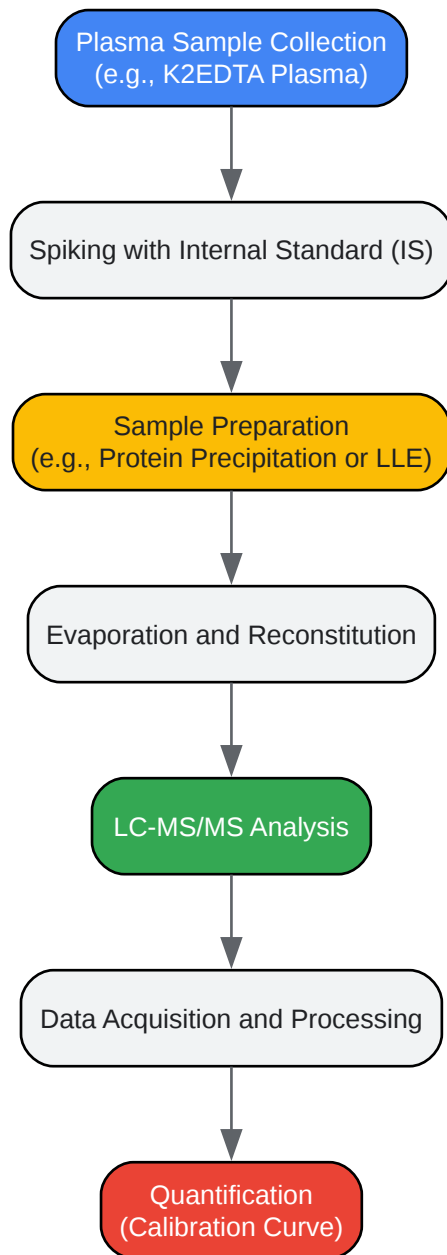 Plasma Sample Collection
(e.g., K2EDTA Plasma)
Spiking with Internal Standard (IS)
Sample Preparation
(e.g., Protein Precipitation or LLE)
Evaporation and Reconstitution
LC-MS/MS Analysis
Data Acquisition and Processing
Quantification
(Calibration Curve)